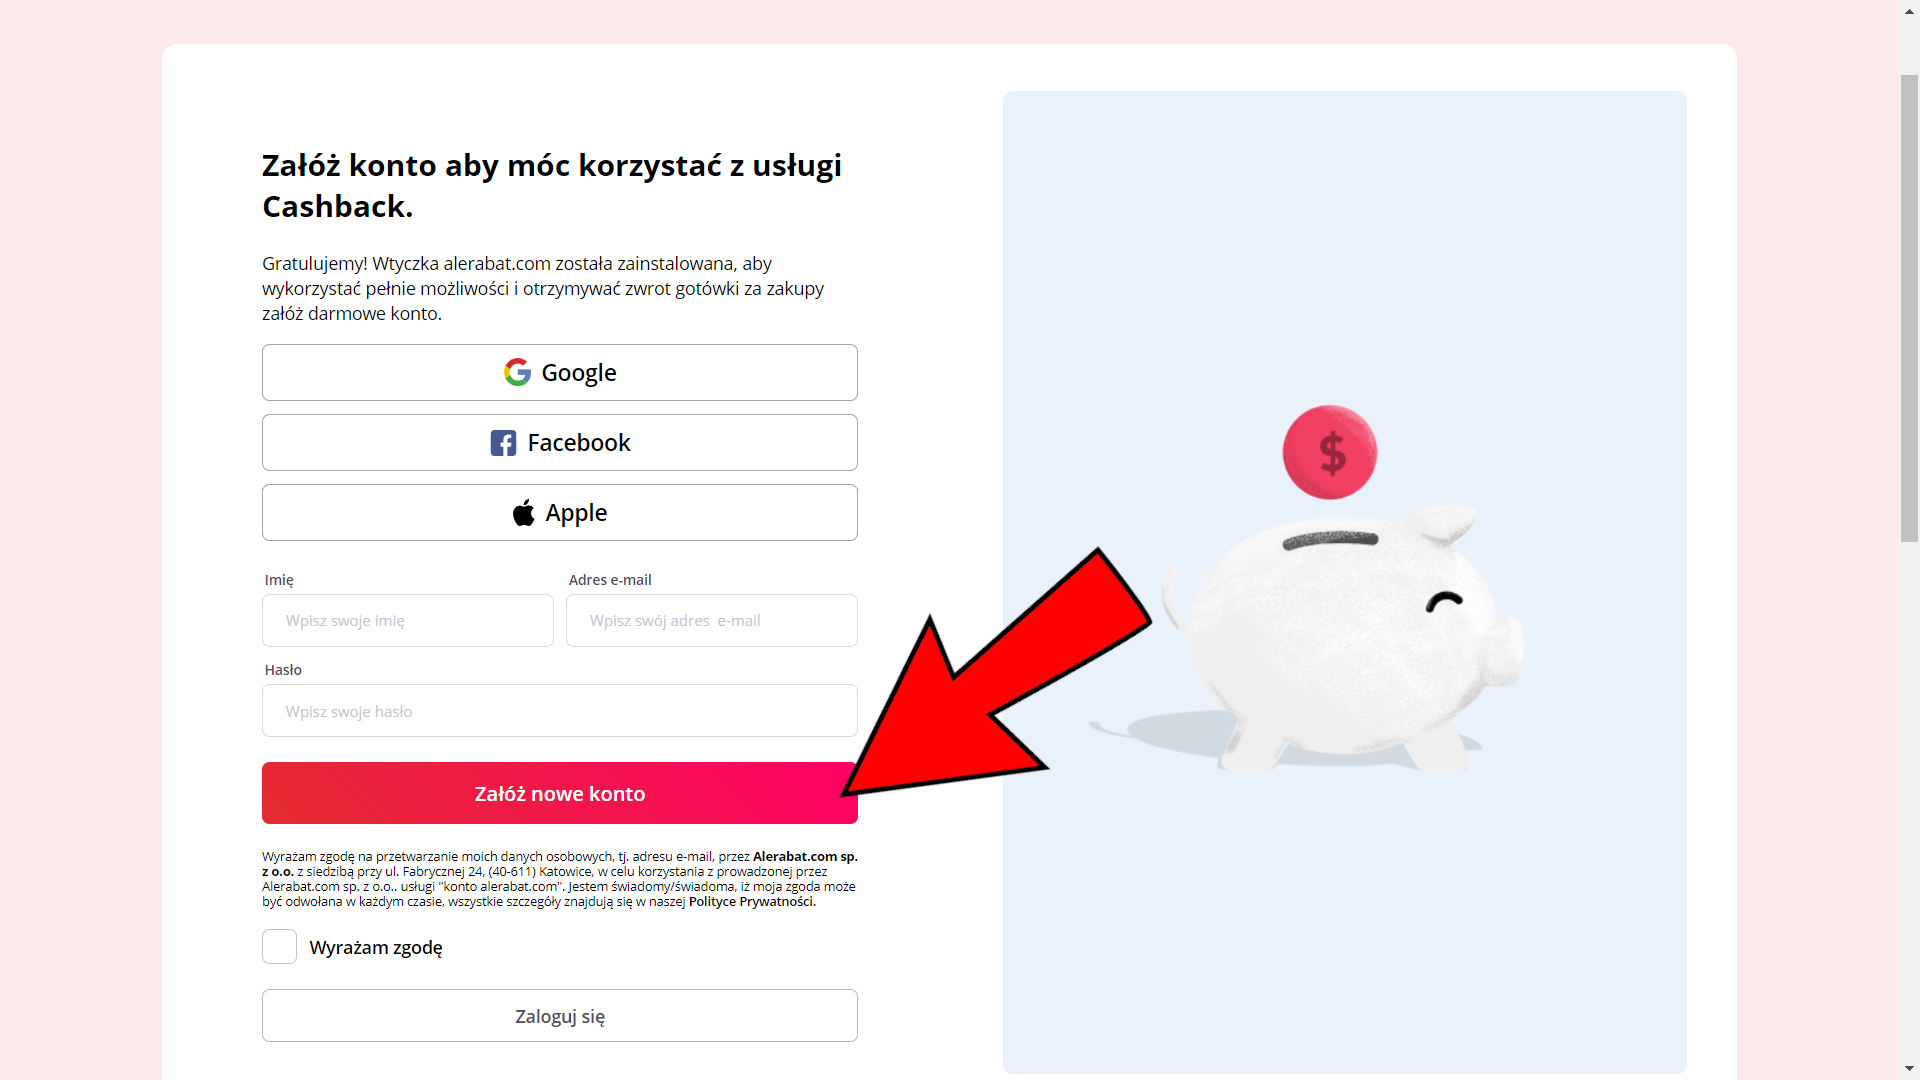 Załóż konto aby móc korzystać z usługi
Cashback.
Gratulujemy! Wtyczka alerabat.com została zainstalowana, aby
wykorzystać pełnie możliwości i otrzymywać zwrot gotówki za zakupy
załóż darmowe konto.
Google
Facebook
Apple
Imię
Adres e-mail
Wpisz swoje imię
Wpisz swój adres e-mail
Hasło
Wpisz swoje hasło
Załóż nowe konto
Wyrażam zgodę na przetwarzanie moich danych osobowych, tj. adresu e-mail, przez Alerabat.com sp.
z o.o. z siedzibą przy ul. Fabrycznej 24, (40-611) Katowice, w celu korzystania z prowadzonej przez
Alerabat.com sp. z o.o.. usługi "konto alerabat.com". Jestem świadomy/świadoma, iż moja zgoda może
być odwołana w każdym czasie, wszystkie szczegóły znajdują się w naszej Polityce Prywatności.
Wyrażam zgodę
Zaloguj się
$